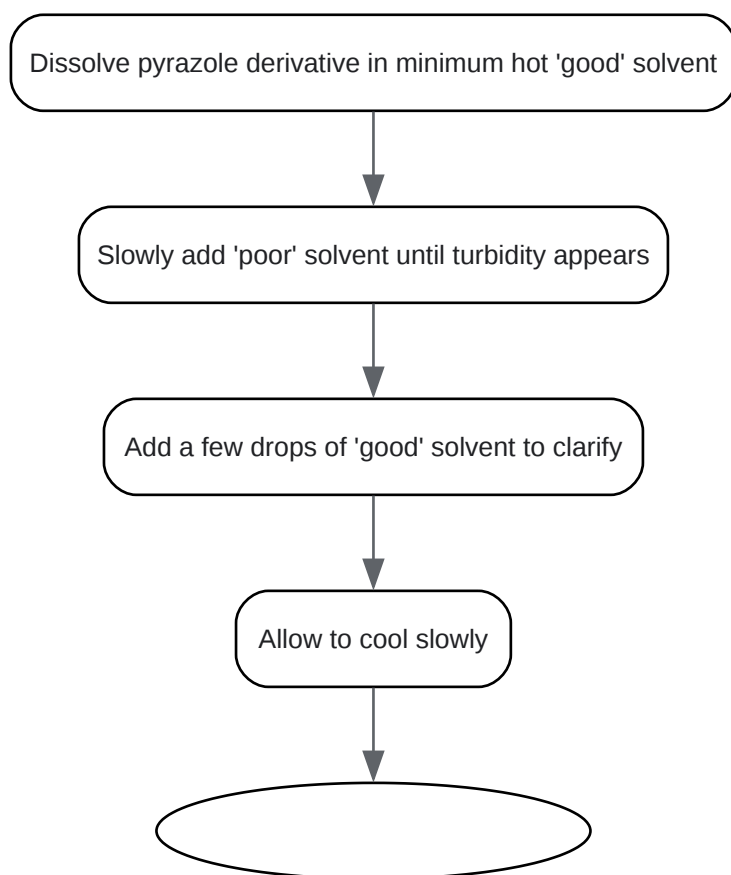 Dissolve pyrazole derivative in minimum hot 'good' solvent
Slowly add 'poor' solvent until turbidity appears
Add a few drops of 'good' solvent to clarify
Allow to cool slowly